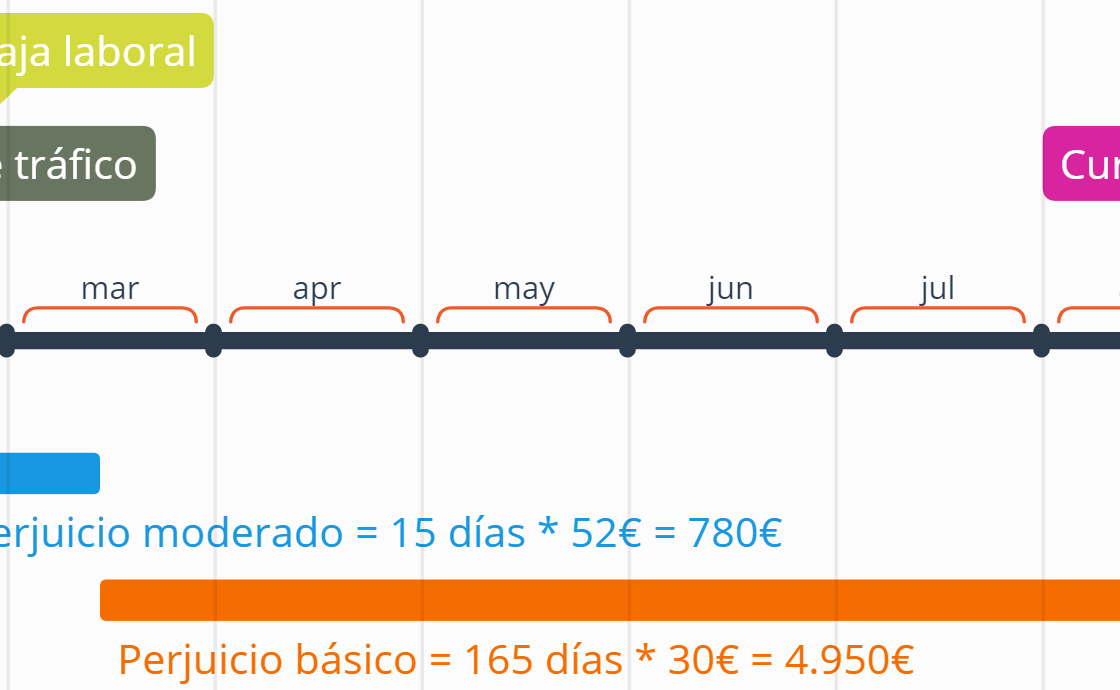 aja laboral
tráfico
Cur
mar apr may jun jul
erjuicio moderado = 15 días * 52€ = 780€
Perjuicio básico = 165 días * 30€ = 4.950€